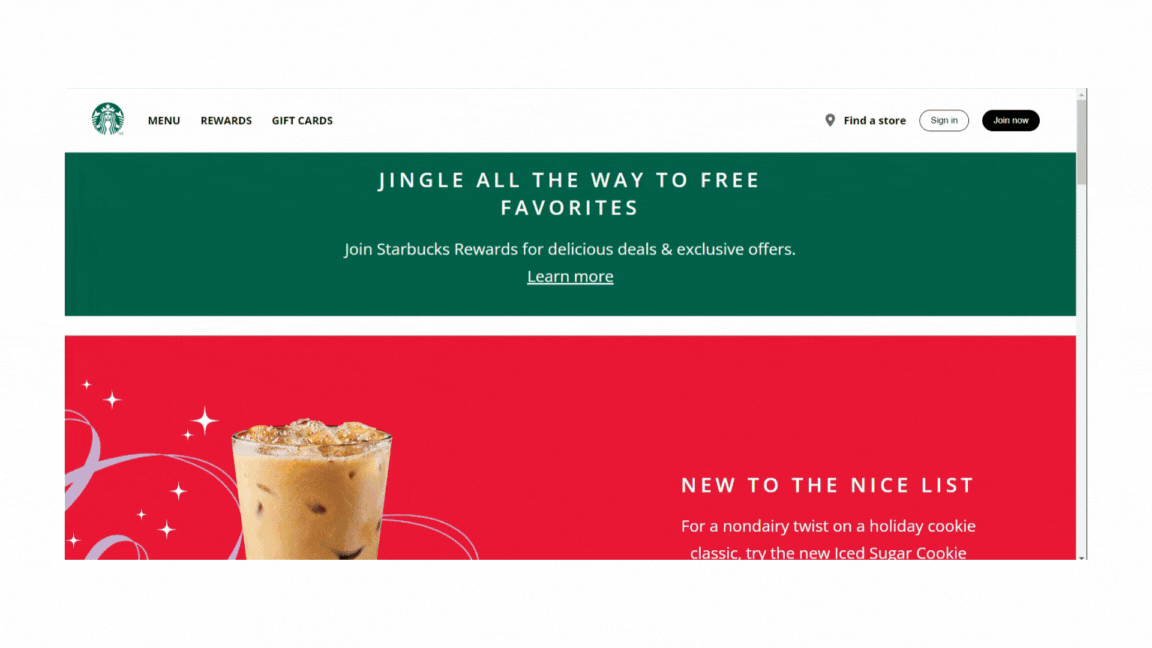 MENU REWARDS GIFT CARDS Find a store Sign in Join now
JINGLE ALL THE WAY TO FREE
FAVORITES
Join Starbucks Rewards for delicious deals & exclusive offers.
Learn more
NEW TO THE NICE LIST
For a nondairy twist on a holiday cookie
classic, try the new Iced Sugar Cookie